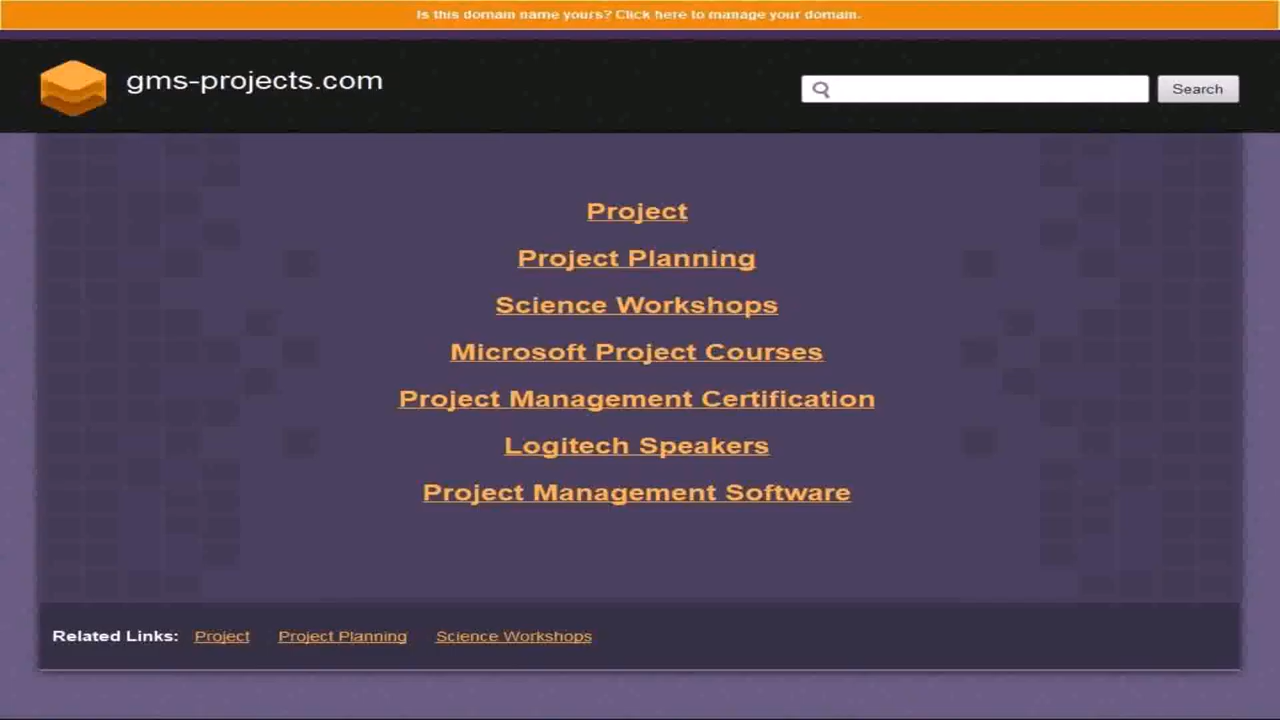 Is this domain name yours? Click here to manage your domain.
gms-projects.com
Search
Project
Project Planning
Science Workshops
Microsoft Project Courses
Project Management Certification
Logitech Speakers
Project Management Software
Related Links: Project Project Planning Science Workshops